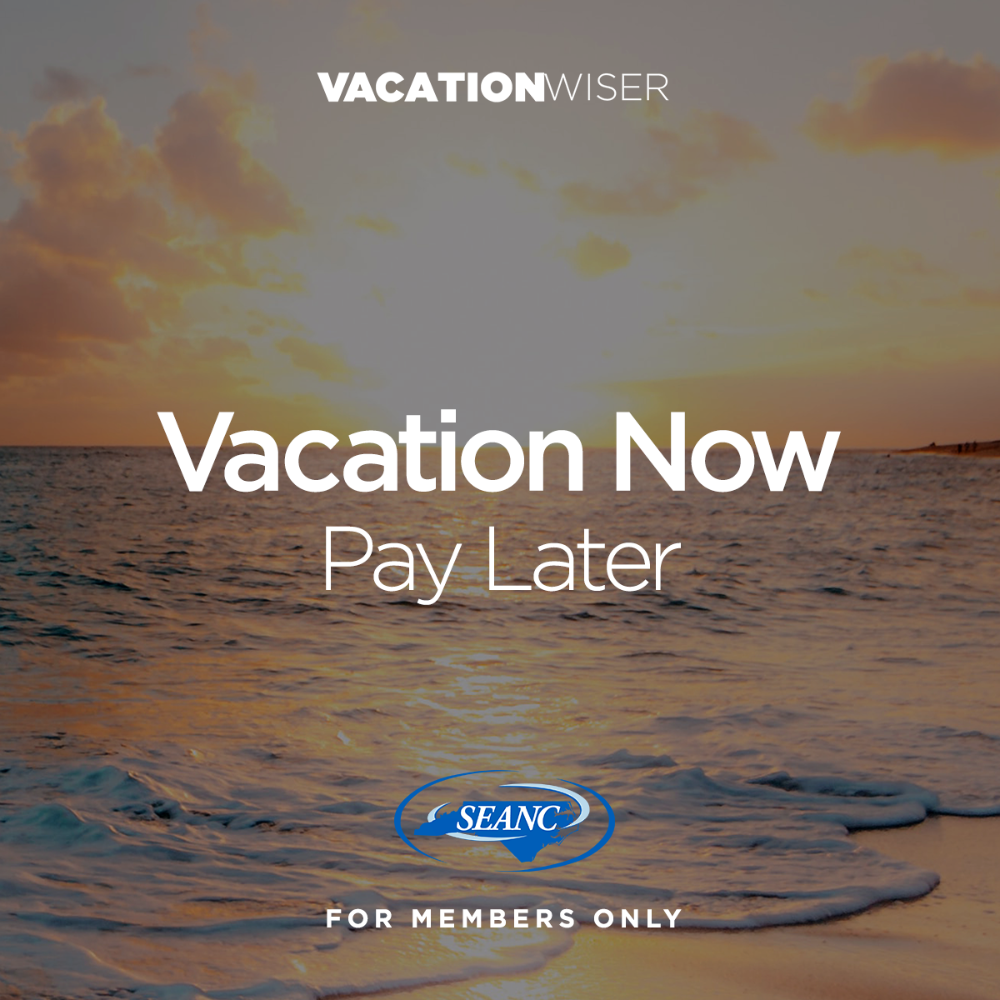 VACATIONWISER
Vacation Now
Pay Later
SEANC
FOR MEMBERS ONLY